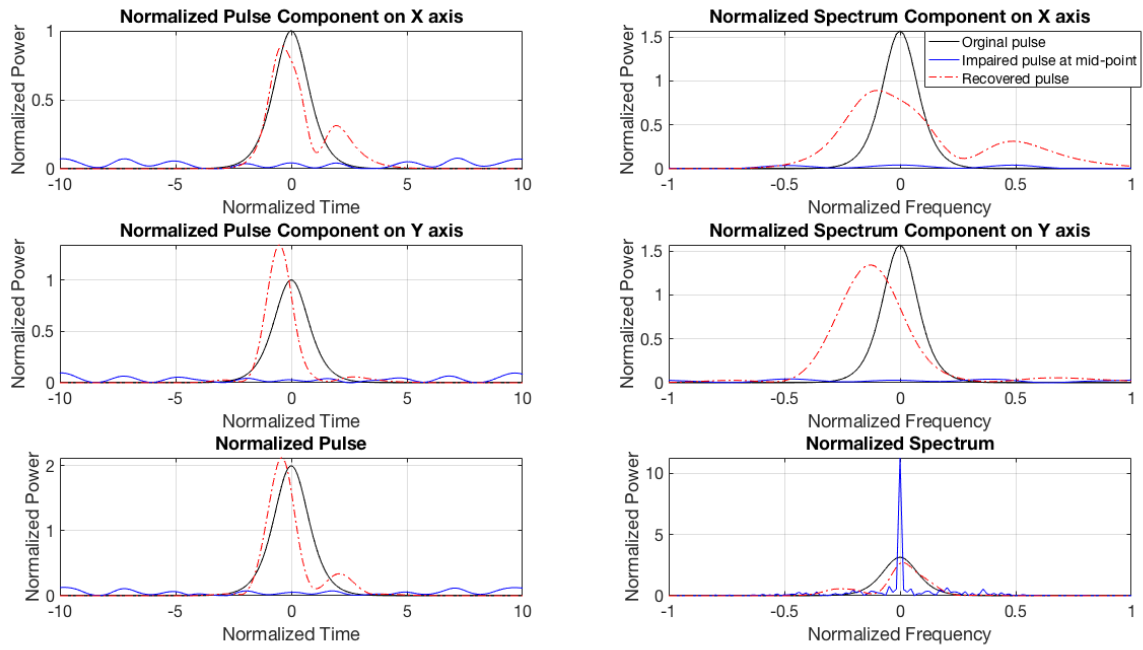 Normalized Pulse Component on X axis
Normalized Power
1
0.5
0
-10
-5
0
5
10
Normalized Time
Normalized Spectrum Component on X axis
Orginal pulse
Impaired pulse at mid-point
Recovered pulse
Normalized Power
1.5
1
0.5
0
-1
-0.5
0
0.5
1
Normalized Frequency
Normalized Pulse Component on Y axis
Normalized Power
1
0.5
0
-10
-5
0
5
10
Normalized Time
Normalized Spectrum Component on Y axis
Normalized Power
1.5
1
0.5
0
-1
-0.5
0
0.5
1
Normalized Frequency
Normalized Pulse
Normalized Power
2
1
0
-10
-5
0
5
10
Normalized Time
Normalized Spectrum
Normalized Power
10
5
0
-1
-0.5
0
0.5
1
Normalized Frequency